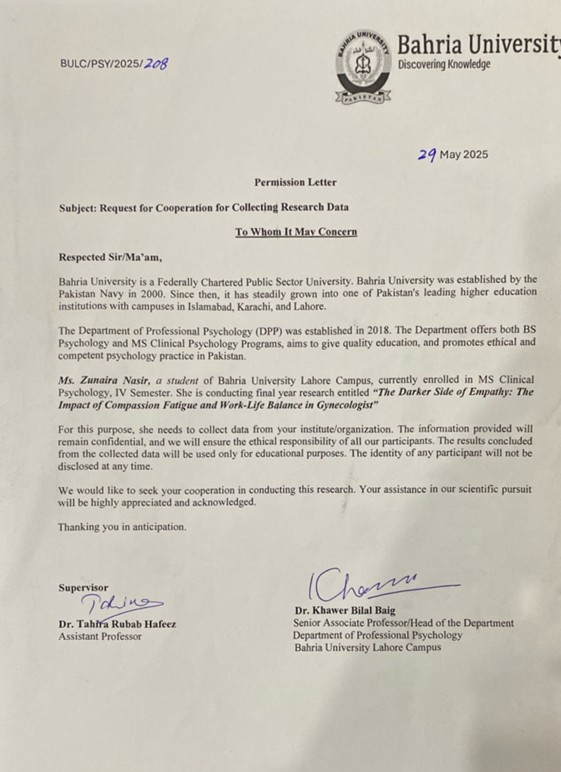 Bahria University
Discovering Knowledge
BAHRIA UNIVERSITY
PAKISTAN
BULC/PSY/2025/208
29 May 2025
Permission Letter
Subject: Request for Cooperation for Collecting Research Data
To Whom It May Concern
Respected Sir/Ma'am,
Bahria University is a Federally Chartered Public Sector University. Bahria University was established by the
Pakistan Navy in 2000. Since then, it has steadily grown into one of Pakistan's leading higher education
institutions with campuses in Islamabad, Karachi, and Lahore.
The Department of Professional Psychology (DPP) was established in 2018. The Department offers both BS
Psychology and MS Clinical Psychology Programs, aims to give quality education, and promotes ethical and
competent psychology practice in Pakistan.
Ms. Zunaira Nasir, a student of Bahria University Lahore Campus, currently enrolled in MS Clinical
Psychology, IV Semester. She is conducting final year research entitled "The Darker Side of Empathy: The
Impact of Compassion Fatigue and Work-Life Balance in Gynecologist"
For this purpose, she needs to collect data from your institute/organization. The information provided will
remain confidential, and we will ensure the ethical responsibility of all our participants. The results concluded
from the collected data will be used only for educational purposes. The identity of any participant will not be
disclosed at any time.
We would like to seek your cooperation in conducting this research. Your assistance in our scientific pursuit
will be highly appreciated and acknowledged.
Thanking you in anticipation.
Supervisor
Dr. Tahira Rubab Hafeez
Assistant Professor
Dr. Khawer Bilal Baig
Senior Associate Professor/Head of the Department
Department of Professional Psychology
Bahria University Lahore Campus